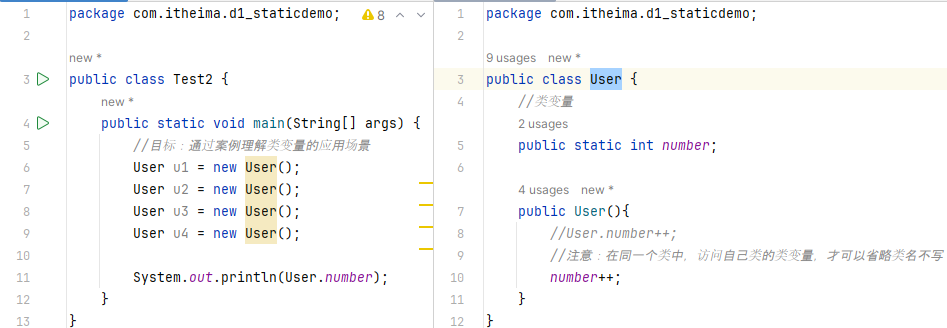 1 package com.itheima.d1_staticdemo; 8
2
new *
3 public class Test2 {
new *
4 public static void main(String[] args) {
5 //目标：通过案例理解类变量的应用场景
6 User u1 = new User();
7 User u2 = new User();
8 User u3 = new User();
9 User u4 = new User();
10
11 System.out.println(User.number);
12 }
13 }
1 package com.itheima.d1_staticdemo;
2
9 usages new *
3 public class User {
4 //类变量
2 usages
5 public static int number;
6
4 usages new *
7 public User(){
8 //User.number++;
9 //注意：在同一个类中，访问自己类的类变量，才可以省略类名不写
10 number++;
11 }
12 }